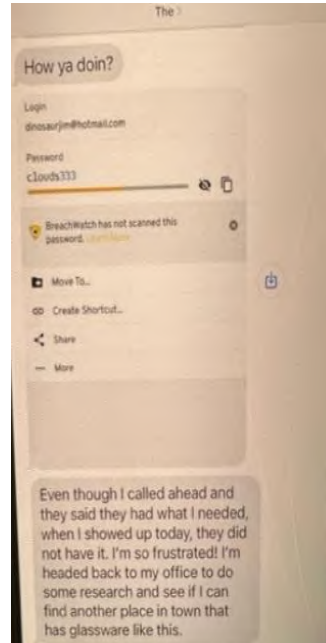 The
How ya doin?
Login
dinosaurjim@hotmail.com
Password
clouds333
BreachWatch has not scanned this
password. Learn More
Move To...
Create Shortcut...
Share
More
Even though I called ahead and
they said they had what I needed,
when I showed up today, they did
not have it. I'm so frustrated! I'm
headed back to my office to do
some research and see if I can
find another place in town that
has glassware like this.